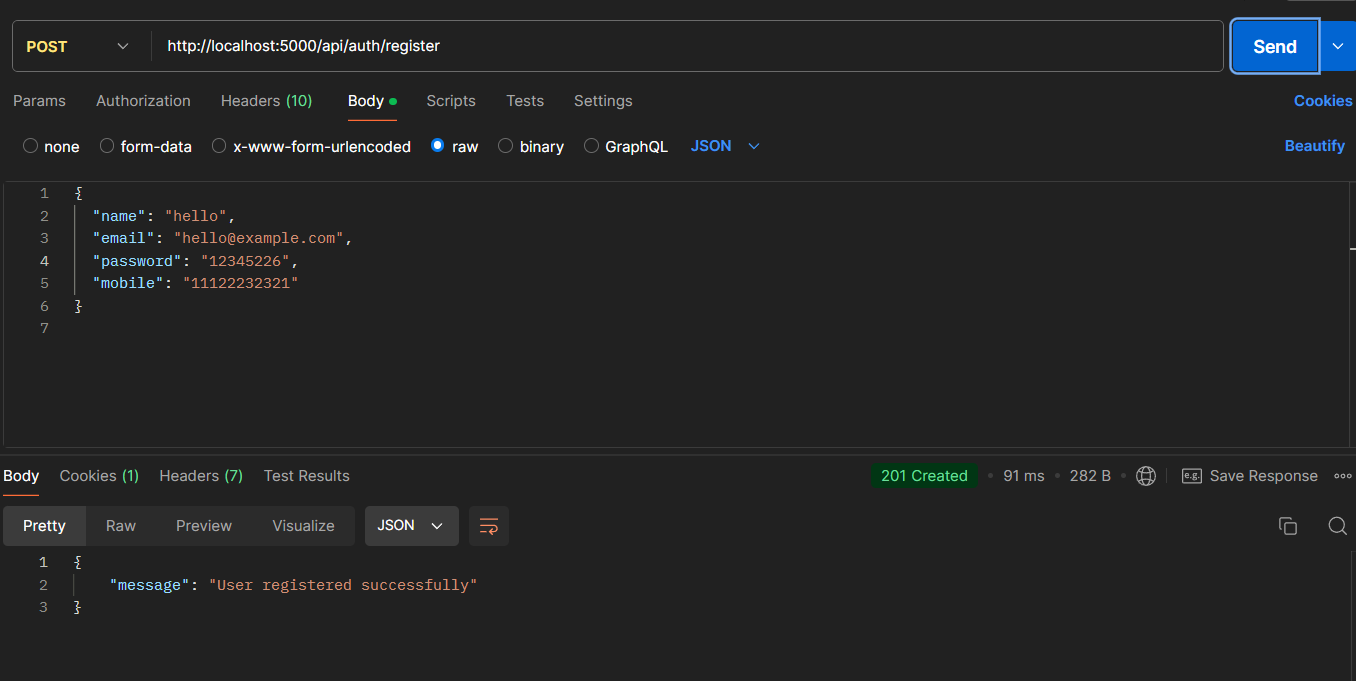 POST http://localhost:5000/api/auth/register Send
Params Authorization Headers (10) Body Scripts Tests Settings Cookies
none form-data x-www-form-urlencoded raw binary GraphQL JSON Beautify
1 {
2 "name": "hello",
3 "email": "hello@example.com",
4 "password": "12345226",
5 "mobile": "11122232321"
6 }
7
Body Cookies (1) Headers (7) Test Results 201 Created • 91 ms • 282 B • e.g. Save Response
Pretty Raw Preview Visualize JSON
1 {
2 "message": "User registered successfully"
3 }